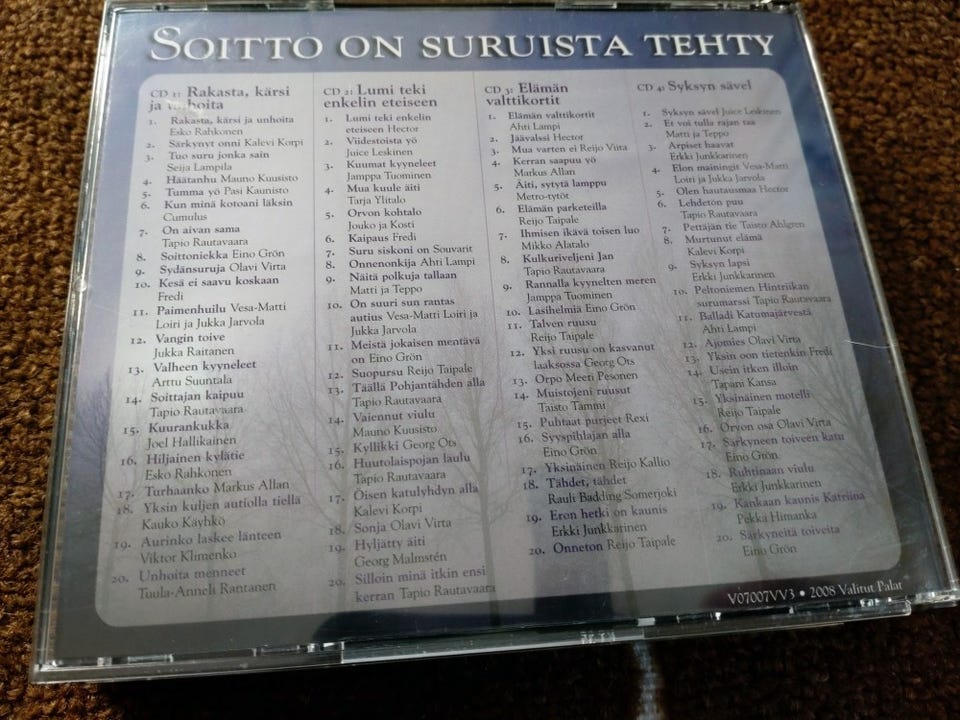 SOITTO ON SURUISTA TEHTY
CD 1: Rakasta, kärsi
ja unhoita
1. Rakasta, kärsi ja unhoita
Esko Rahkonen
2. Särkynyt onni Kalevi Korpi
3. Tuo suru jonka sain
Seija Lampila
4. Häätanhu Mauno Kuusisto
5. Tumma yö Pasi Kaunisto
6. Kun minä kotoani läksin
Cumulus
7. On aivan sama
Tapio Rautavaara
8. Soittoniekka Eino Grön
9. Sydänsuruja Olavi Virta
10. Kesä ei saavu koskaan
Fredi
11. Paimenhuilu Vesa-Matti
Loiri ja Jukka Jarvola
12. Vangin toive
Jukka Raitanen
13. Valheen kyyneleet
Arttu Suuntala
14. Soittajan kaipuu
Tapio Rautavaara
15. Kuurankukka
Joel Hallikainen
16. Hiljainen kylätie
Esko Rahkonen
17. Turhaanko Markus Allan
18. Yksin kuljen autiolla tiellä
Kauko Käyhkö
19. Aurinko laskee länteen
Viktor Klimenko
20. Unhoita menneet
Tuula-Anneli Rantanen
CD 2: Lumi teki
enkelin eteiseen
1. Lumi teki enkelin
eteiseen Hector
2. Viidestoista yö
Juice Leskinen
3. Kuumat kyyneleet
Jamppa Tuominen
4. Mua kuule äiti
Tarja Ylitalo
5. Orvon kohtalo
Jouko ja Kosti
6. Kaipaus Fredi
7. Suru siskoni on Souvarit
8. Onnenonkija Ahti Lampi
9. Näitä polkuja tallaan
Matti ja Teppo
10. On suuri sun rantas
autius Vesa-Matti Loiri ja
Jukka Jarvola
11. Meistä jokaisen mentävä
on Eino Grön
12. Suopursu Reijo Taipale
13. Täällä Pohjantähden alla
Tapio Rautavaara
14. Vaiennut viulu
Mauno Kuusisto
15. Kyllikki Georg Ots
16. Huutolaispojan laulu
Tapio Rautavaara
17. Öisen katulyhdyn alla
Kalevi Korpi
18. Sonja Olavi Virta
19. Hyljätty äiti
Georg Malmstén
20. Silloin minä itkin ensi
kerran Tapio Rautavaara
CD 3: Elämän
valttikortit
1. Elämän valttikortit
Ahti Lampi
2. Jäävalssi Hector
3. Mua varten ei Reijo Viita
4. Kerran saapuu yö
Markus Allan
5. Äiti, sytytä lamppu
Metro-tytöt
6. Elämän parketeilla
Reijo Taipale
7. Ihmisen ikävä toisen luo
Mikko Alatalo
8. Kulkuriveljeni Jan
Tapio Rautavaara
9. Rannalla kyynelten meren
Jamppa Tuominen
10. Lasihelmiä Eino Grön
11. Talven ruusu
Reijo Taipale
12. Yksi ruusu on kasvanut
laaksossa Georg Ots
13. Orpo Meeri Pesonen
14. Muistojeni ruusut
Taisto Tammi
15. Puhtaat purjeet Rexi
16. Syyspihlajan alla
Eino Grön
17. Yksinäinen Reijo Kallio
18. Tähdet, tähdet
Rauli Badding Somerjoki
19. Eron hetki on kaunis
Erkki Junkkarinen
20. Onneton Reijo Taipale
CD 4: Syksyn sävel
1. Syksyn sävel Juice Leskinen
2. Et voi tulla rajan taa
Matti ja Teppo
3. Arpiset haavat
Erkki Junkkarinen
4. Elon mainingit Vesa-Matti
Loiri ja Jukka Jarvola
5. Olen hautausmaa Hector
6. Lehdetön puu
Tapio Rautavaara
7. Pettäjän tie Taisto Ahlgren
8. Murtunut elämä
Kalevi Korpi
9. Syksyn lapsi
Erkki Junkkarinen
10. Peltoniemen Hintriikan
surumarssi Tapio Rautavaara
11. Balladi Katumajärvestä
Ahti Lampi
12. Ajomies Olavi Virta
13. Yksin oon tietenkin Fredi
14. Usein itken illoin
Tapani Kansa
15. Yksinäinen motelli
Reijo Taipale
16. Orvon osa Olavi Virta
17. Särkyneen toiveen katu
Eino Grön
18. Ruhtinaan viulu
Erkki Junkkarinen
19. Kankaan kaunis Katriina
Pekka Himanka
20. Särkyneitä toiveita
Eino Grön
V07007VV3 • 2008 Valitut Palat